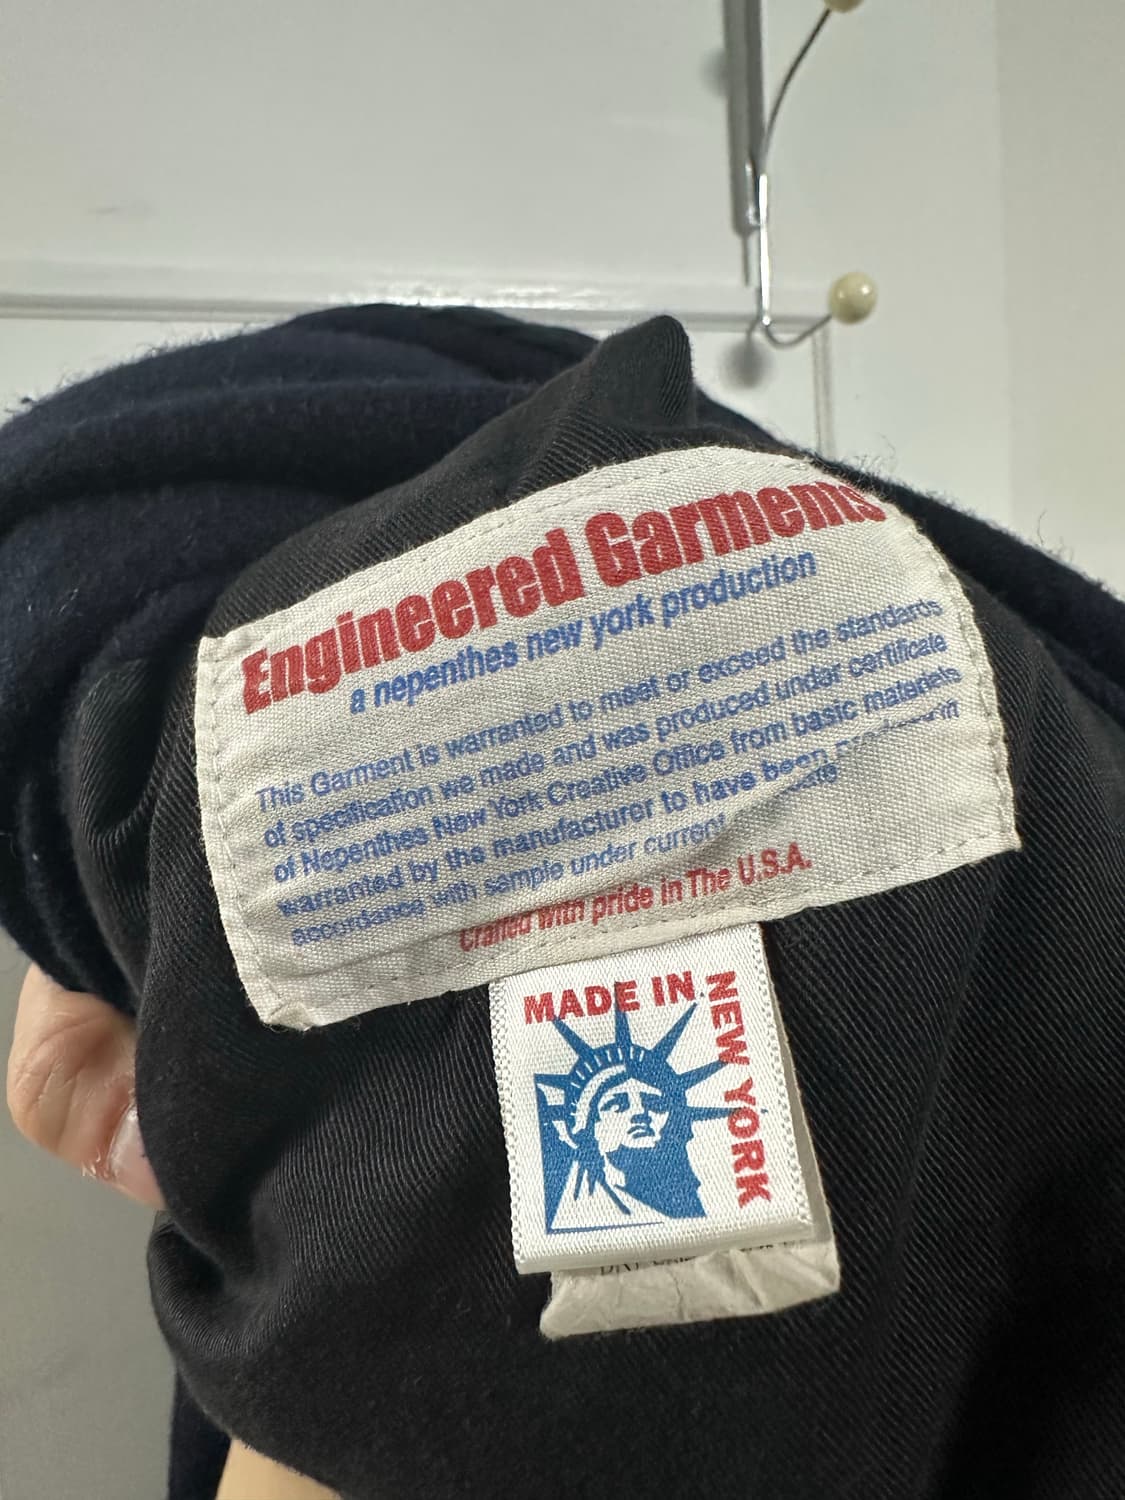 Engineered Garments
a nepenthes new york production
This Garment is warranted to meet or exceed the standards
of specification we made and was produced undar certificate
of Nepenthes New York Creative Office from basic materiels
warranted by the manufacturer to have been
accordance with sample under current
Crafted with pride in The U.S.A.
MADE IN
NEW YORK